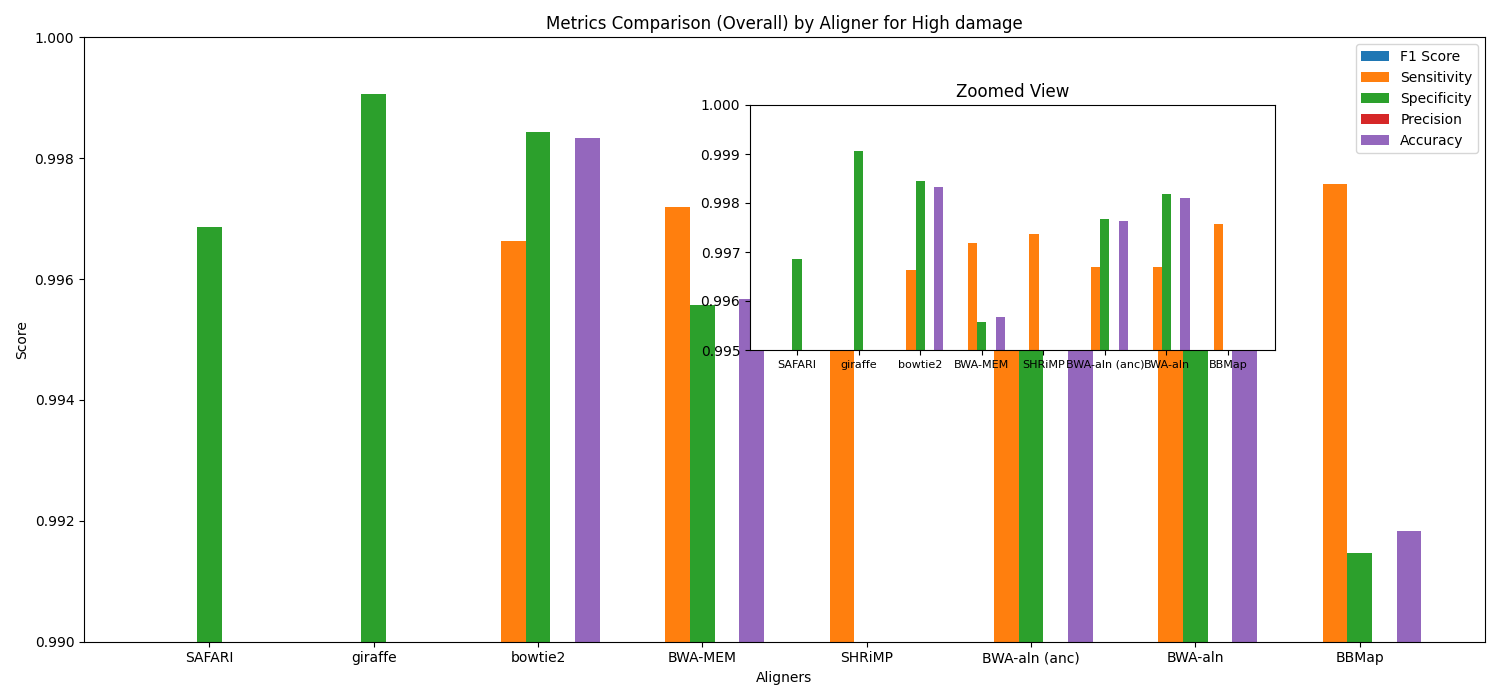 Metrics Comparison (Overall) by Aligner for High damage
1.000
0.998
0.996
0.994
0.992
0.990
Score
F1 Score
Sensitivity
Specificity
Precision
Accuracy
Zoomed View
1.000
0.999
0.998
0.997
0.996
0.995
SAFARI giraffe bowtie2 BWA-MEM SHRiMP BWA-aln (anc) BWA-aln BBMap
SAFARI giraffe bowtie2 BWA-MEM SHRiMP BWA-aln (anc) BWA-aln BBMap
Aligners